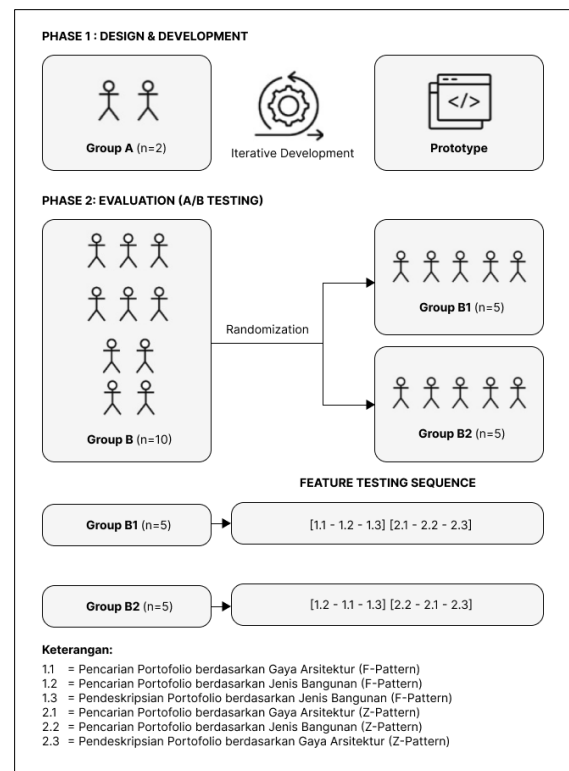 PHASE 1 : DESIGN & DEVELOPMENT
Group A (n=2)
Iterative Development
</>
Prototype
PHASE 2: EVALUATION (A/B TESTING)
Group B (n=10)
Randomization
Group B1 (n=5)
Group B2 (n=5)
FEATURE TESTING SEQUENCE
Group B1 (n=5)
[1.1 - 1.2 - 1.3] [2.1 - 2.2 - 2.3]
Group B2 (n=5)
[1.2 - 1.1 - 1.3] [2.2 - 2.1 - 2.3]
Keterangan:
1.1 = Pencarian Portofolio berdasarkan Gaya Arsitektur (F-Pattern)
1.2 = Pencarian Portofolio berdasarkan Jenis Bangunan (F-Pattern)
1.3 = Pendeskripsian Portofolio berdasarkan Jenis Bangunan (F-Pattern)
2.1 = Pencarian Portofolio berdasarkan Gaya Arsitektur (Z-Pattern)
2.2 = Pencarian Portofolio berdasarkan Jenis Bangunan (Z-Pattern)
2.3 = Pendeskripsian Portofolio berdasarkan Gaya Arsitektur (Z-Pattern)